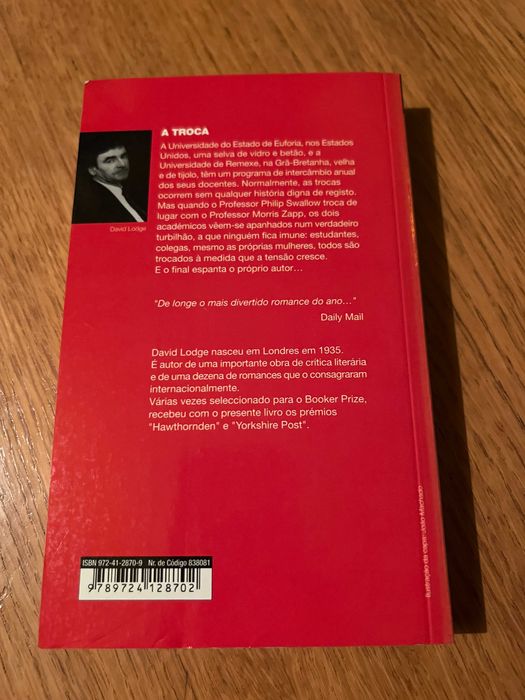 A TROCA
A Universidade do Estado de Euforia, nos Estados
Unidos, uma selva de vidro e betão, e a
Universidade de Remexe, na Grã-Bretanha, velha
e de tijolo, têm um programa de intercâmbio anual
dos seus docentes. Normalmente, as trocas
ocorrem sem qualquer história digna de registo.
Mas quando o Professor Philip Swallow troca de
lugar com o Professor Morris Zapp, os dois
académicos vêem-se apanhados num verdadeiro
turbilhão, a que ninguém fica imune: estudantes,
colegas, mesmo as próprias mulheres, todos são
trocados à medida que a tensão cresce.
E o final espanta o próprio autor...
David Lodge
"De longe o mais divertido romance do ano..."
Daily Mail
David Lodge nasceu em Londres em 1935.
É autor de uma importante obra de crítica literária
e de uma dezena de romances que o consagraram
internacionalmente.
Várias vezes seleccionado para o Booker Prize,
recebeu com o presente livro os prémios
"Hawthornden" e "Yorkshire Post".
Ilustração da capa: João Machado
ISBN 972-41-2870-9 Nr. de Código 838081
9 789724 128702